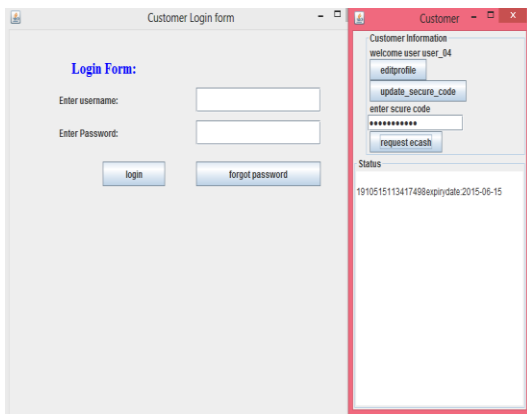 Customer Login form
Login Form:
Enter username:
Enter Password:
login
forgot password
Customer
Customer Information
welcome user user_04
editprofile
update_secure_code
enter scure code
request ecash
Status
1910515113417498expirydate:2015-06-15